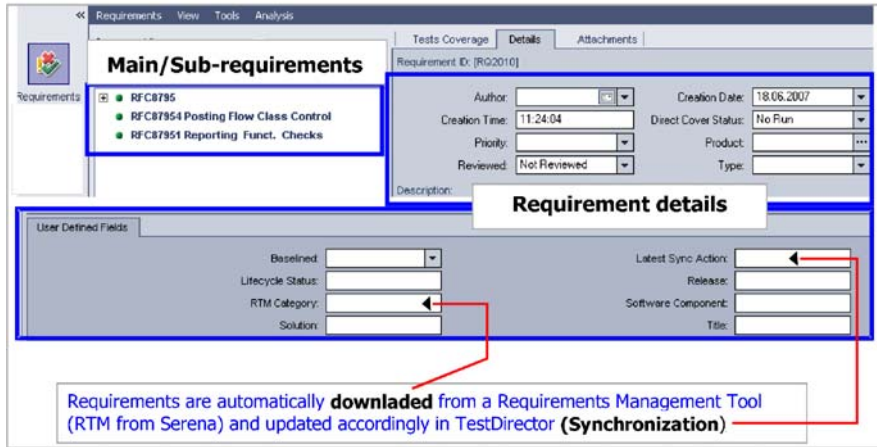 «
Requirements View Tools Analysis
Requirements
Main/Sub-requirements
RFC8795
RFC87954 Posting Flow Class Control
RFC87951 Reporting Funct. Checks
Tests Coverage Details Attachments
Requirement ID: [RQ2010]
Author:
Creation Date: 18.06.2007
Creation Time: 11:24:04
Direct Cover Status: No Run
Priority:
Product:
Reviewed: Not Reviewed
Type:
Description:
Requirement details
User Defined Fields
Baselined:
Latest Sync Action:
Lifecycle Status:
Release:
RTM Category:
Software Component:
Solution:
Title:
Requirements are automatically downladed from a Requirements Management Tool
(RTM from Serena) and updated accordingly in TestDirector (Synchronization)